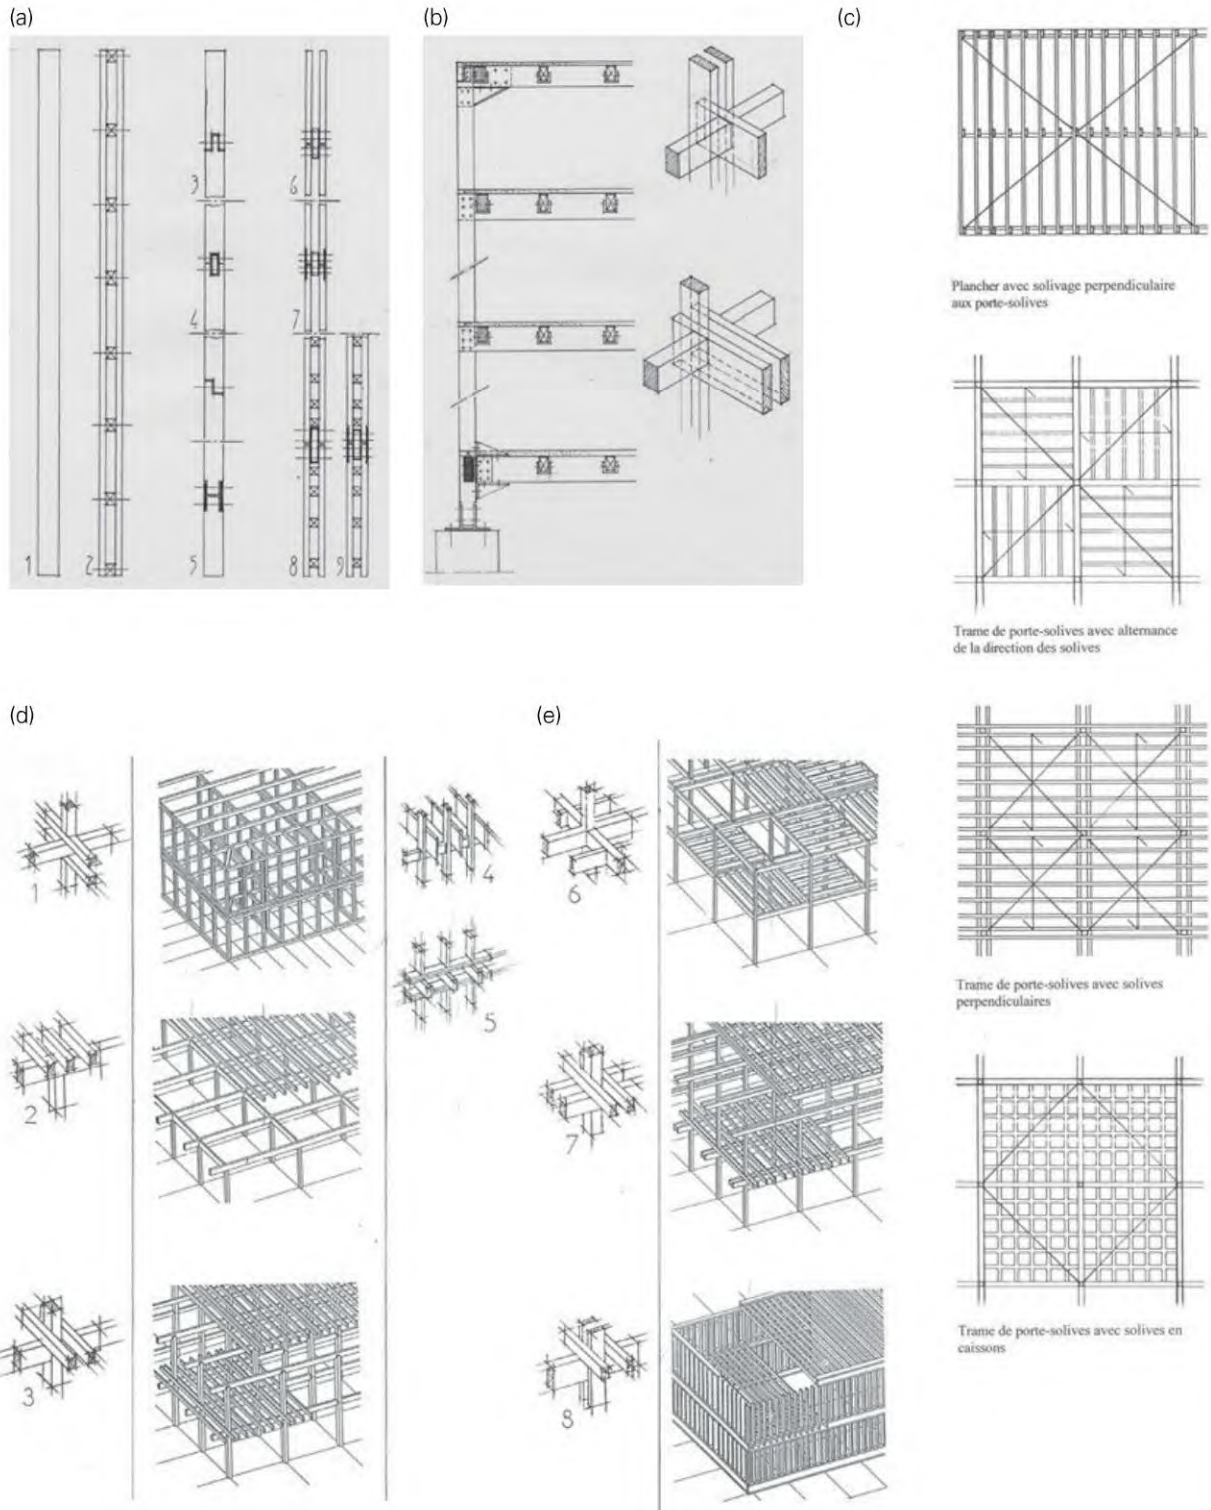 (a)
(b)
(c)
1
2
3
4
5
6
7
8
9
Plancher avec solivage perpendiculaire
aux porte-solives
Trame de porte-solives avec alternance
de la direction des solives
Trame de porte-solives avec solives
perpendiculaires
Trame de porte-solives avec solives en
caissons
(d)
1
2
3
4
5
(e)
6
7
8